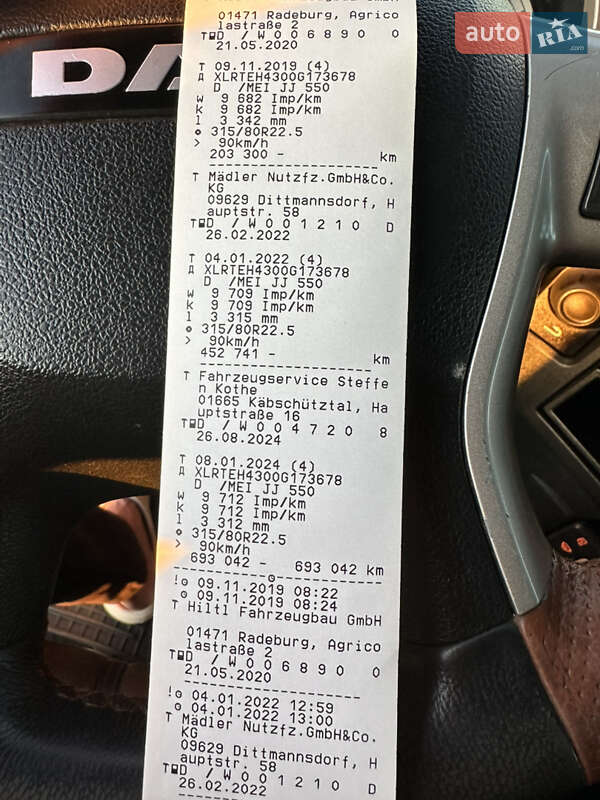 01471 Radeburg, Agrico
lastraße 2
T D /W 0 0 6 8 9 0 0
21.05.2020
T 09.11.2019 (4)
A XLRTEH4300G173678
D /MEI JJ 550
w 9 682 Imp/km
k 9 682 Imp/km
l 3 342 mm
315/80R22.5
> 90km/h
203 300 - km
T Mädler Nutzfz.GmbH&Co.
KG
09629 Dittmannsdorf, H
auptstr. 58
T D /W 0 0 1 2 1 0 D
26.02.2022
T 04.01.2022 (4)
A XLRTEH4300G173678
D /MEI JJ 550
w 9 709 Imp/km
k 9 709 Imp/km
l 3 315 mm
315/80R22.5
> 90km/h
452 741 - km
T Fahrzeugservice Steffe
n Kothe
01665 Käbschütztal, Ha
uptstraße 16
T D /W 0 0 4 7 2 0 8
26.08.2024
T 08.01.2024 (4)
A XLRTEH4300G173678
D /MEI JJ 550
w 9 712 Imp/km
k 9 712 Imp/km
l 3 312 mm
315/80R22.5
> 90km/h
693 042 - 693 042 km
! 09.11.2019 08:22
09.11.2019 08:24
T Hiltl Fahrzeugbau GmbH
01471 Radeburg, Agrico
lastraße 2
T D /W 0 0 6 8 9 0 0
21.05.2020
! 04.01.2022 12:59
04.01.2022 13:00
T Mädler Nutzfz.GmbH&Co.
KG
09629 Dittmannsdorf, H
auptstr. 58
T D /W 0 0 1 2 1 0 D
26.02.2022
auto RIA.com